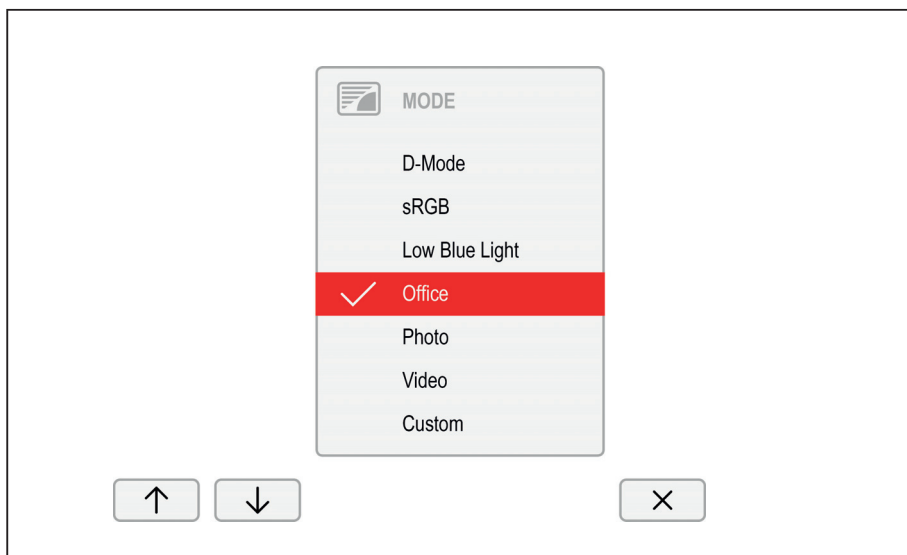 MODE
D-Mode
sRGB
Low Blue Light
Office
Photo
Video
Custom